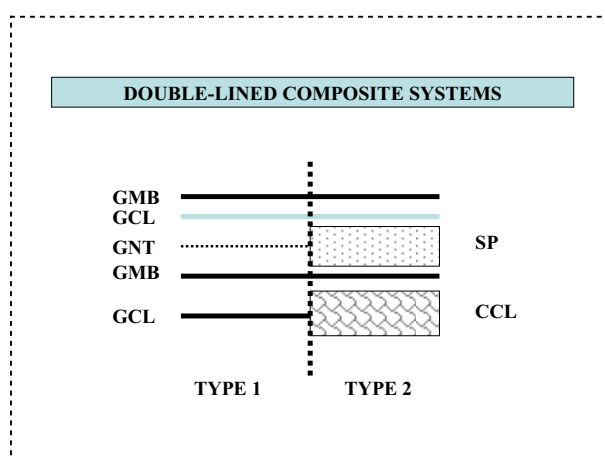 DOUBLE-LINED COMPOSITE SYSTEMS
GMB
GCL
GNT
SP
GMB
GCL
CCL
TYPE 1
TYPE 2